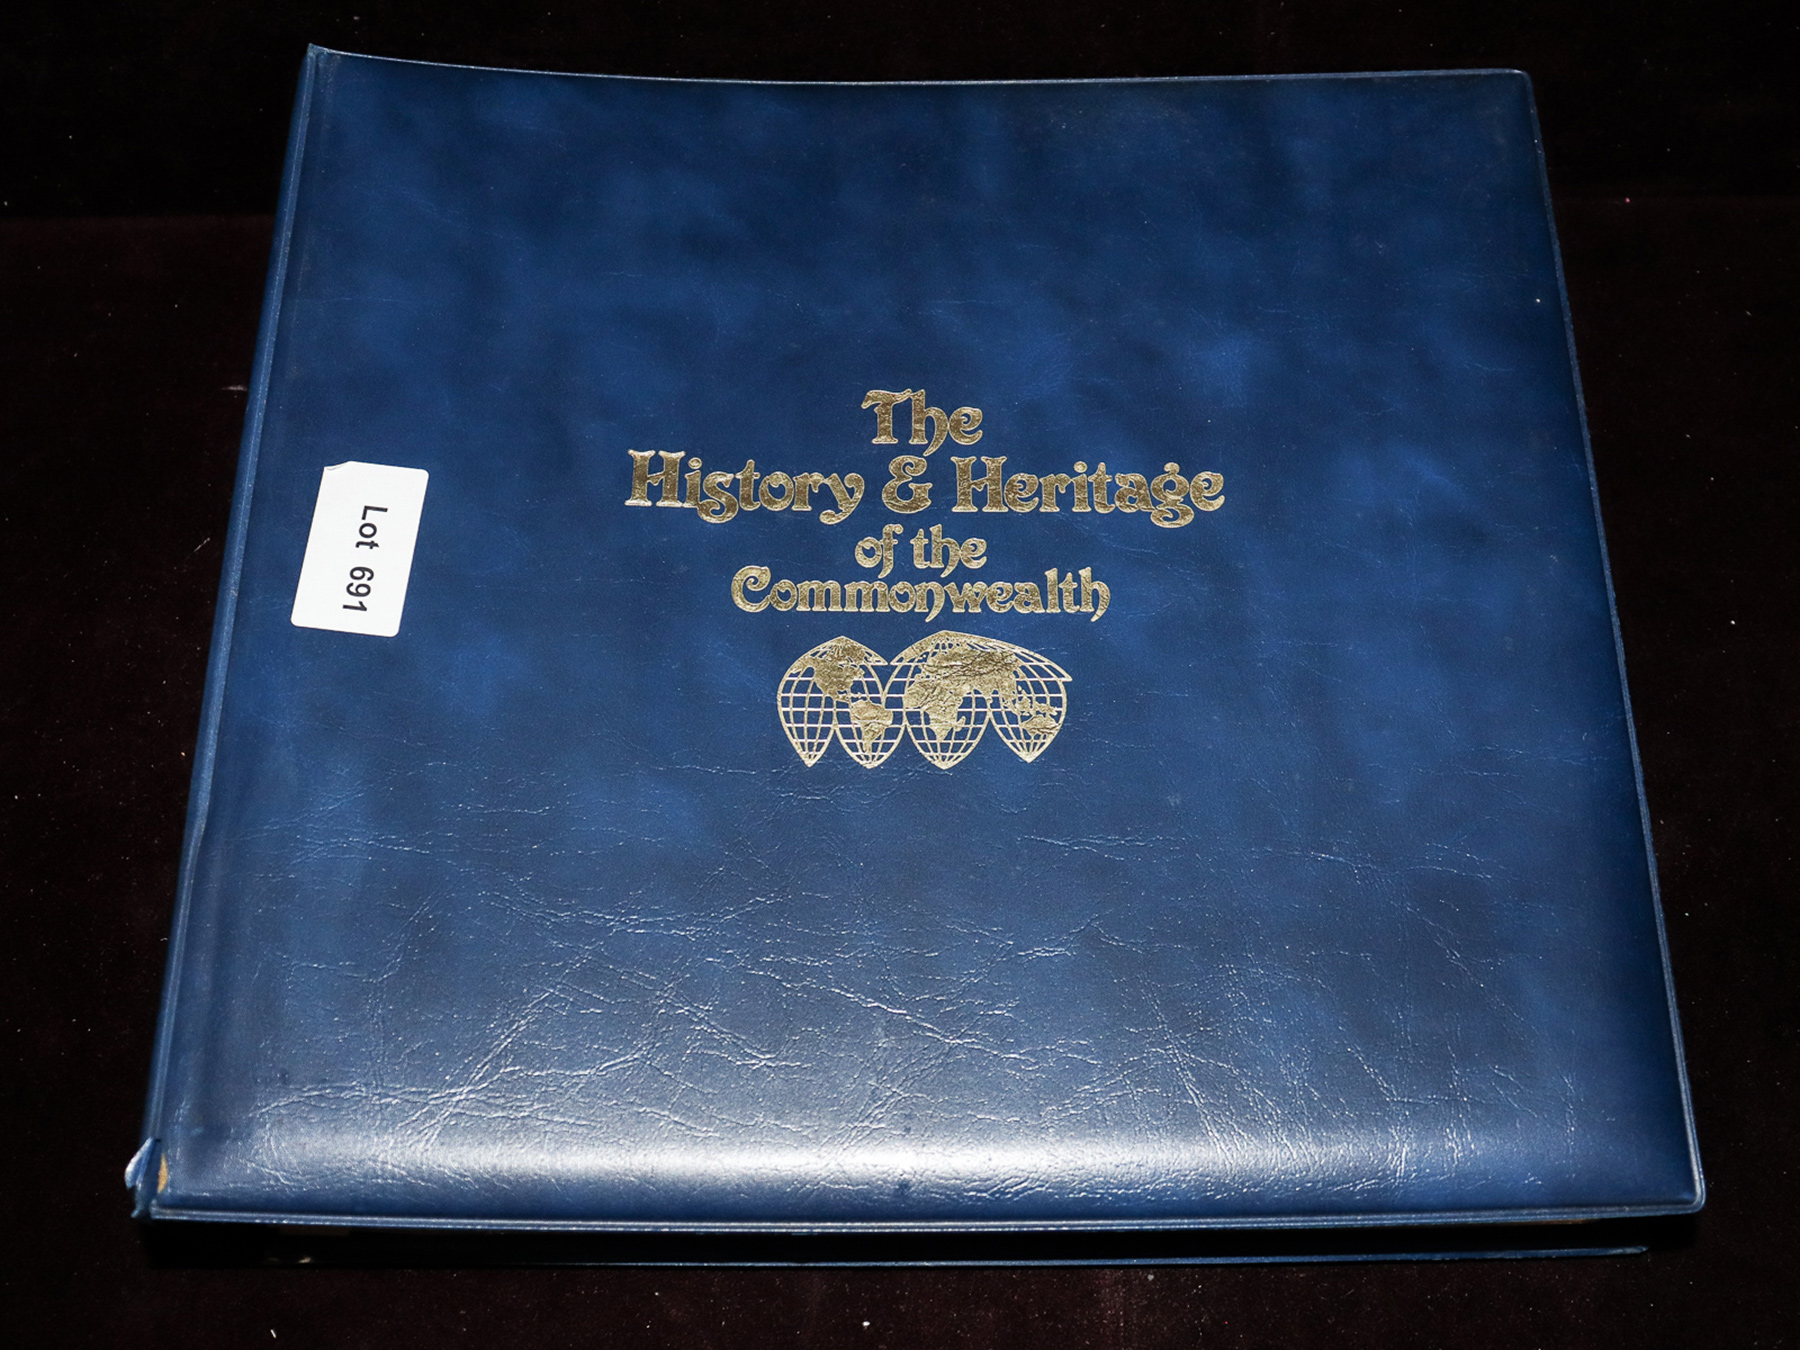 The
History & Heritage
of the
Commonwealth
Lot 691